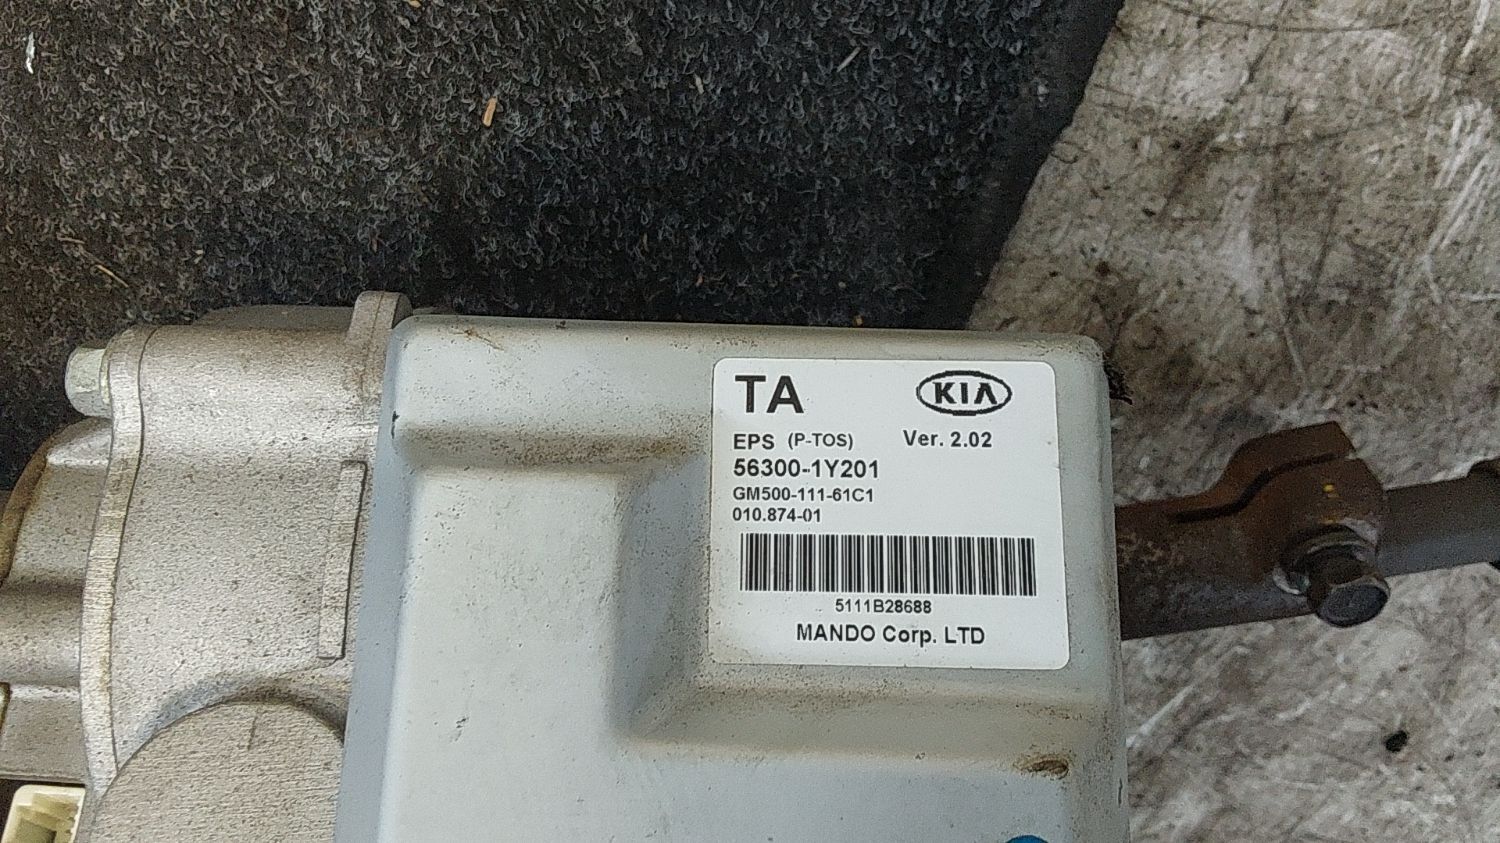 TA
KIA
EPS (P-TOS) Ver. 2.02
56300-1Y201
GM500-111-61C1
010.874-01
5111B28688
MANDO Corp. LTD